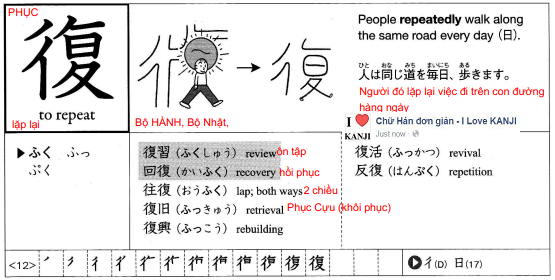 PHỤC
復
to repeat
lặp lại
Bộ HÀNH, Bộ Nhật,
復
People repeatedly walk along
the same road every day (日).
ひと おな みち まいにち ある
人は同じ道を毎日、歩きます。
Người đó lặp lại việc đi trên con đường
hàng ngày
I ❤ KANJI
Chữ Hán đơn giản - I Love KANJI
Just now
▶ふく ふっ
ぷく
復習 (ふくしゅう) review ôn tập
回復 (かいふく) recovery hồi phục
往復 (おうふく) lap; both ways 2 chiều
復旧 (ふっきゅう) retrieval Phục Cựu (khôi phục)
復興 (ふっこう) rebuilding
復活 (ふっかつ) revival
反復 (はんぷく) repetition
<12>
復
彳(D) 日(17)